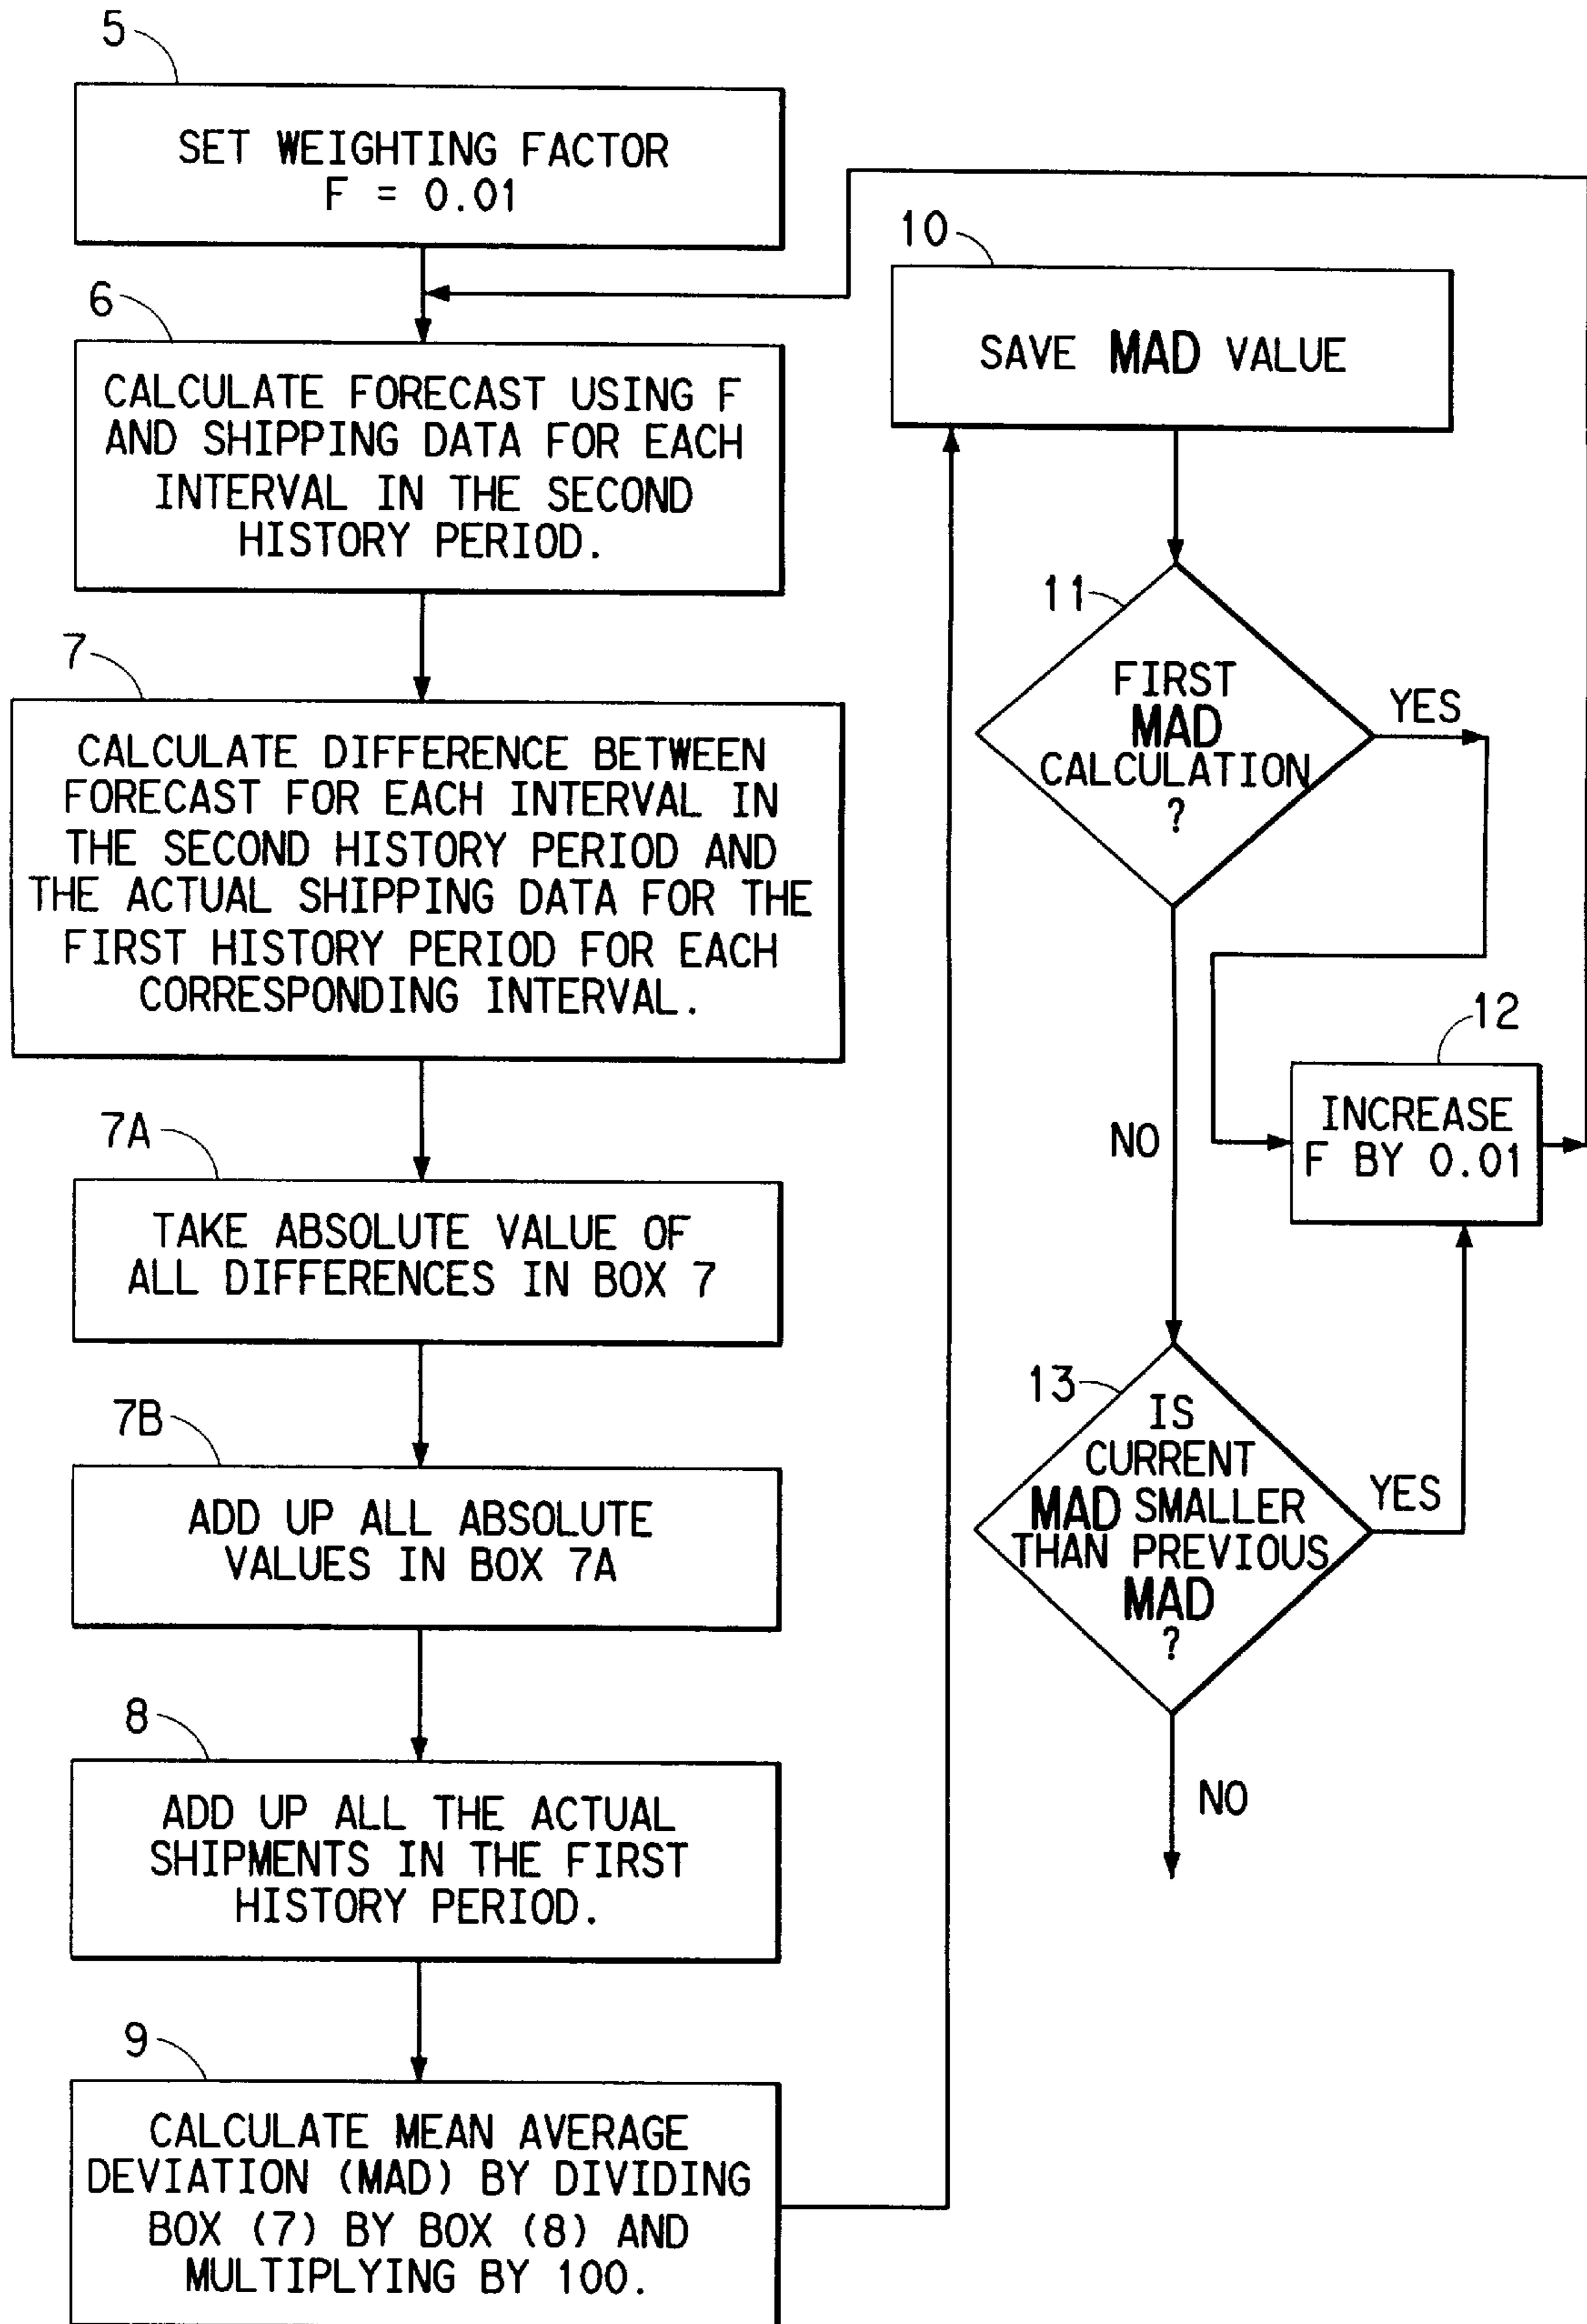 5
SET WEIGHTING FACTOR
F = 0.01
6
CALCULATE FORECAST USING F
AND SHIPPING DATA FOR EACH
INTERVAL IN THE SECOND
HISTORY PERIOD.
7
CALCULATE DIFFERENCE BETWEEN
FORECAST FOR EACH INTERVAL IN
THE SECOND HISTORY PERIOD AND
THE ACTUAL SHIPPING DATA FOR THE
FIRST HISTORY PERIOD FOR EACH
CORRESPONDING INTERVAL.
7A
TAKE ABSOLUTE VALUE OF
ALL DIFFERENCES IN BOX 7
7B
ADD UP ALL ABSOLUTE
VALUES IN BOX 7A
8
ADD UP ALL THE ACTUAL
SHIPMENTS IN THE FIRST
HISTORY PERIOD.
9
CALCULATE MEAN AVERAGE
DEVIATION (MAD) BY DIVIDING
BOX (7) BY BOX (8) AND
MULTIPLYING BY 100.
10
SAVE MAD VALUE
11
FIRST
MAD
CALCULATION
?
YES
12
INCREASE
F BY 0.01
NO
13
IS
CURRENT
MAD SMALLER
THAN PREVIOUS
MAD
?
YES
NO